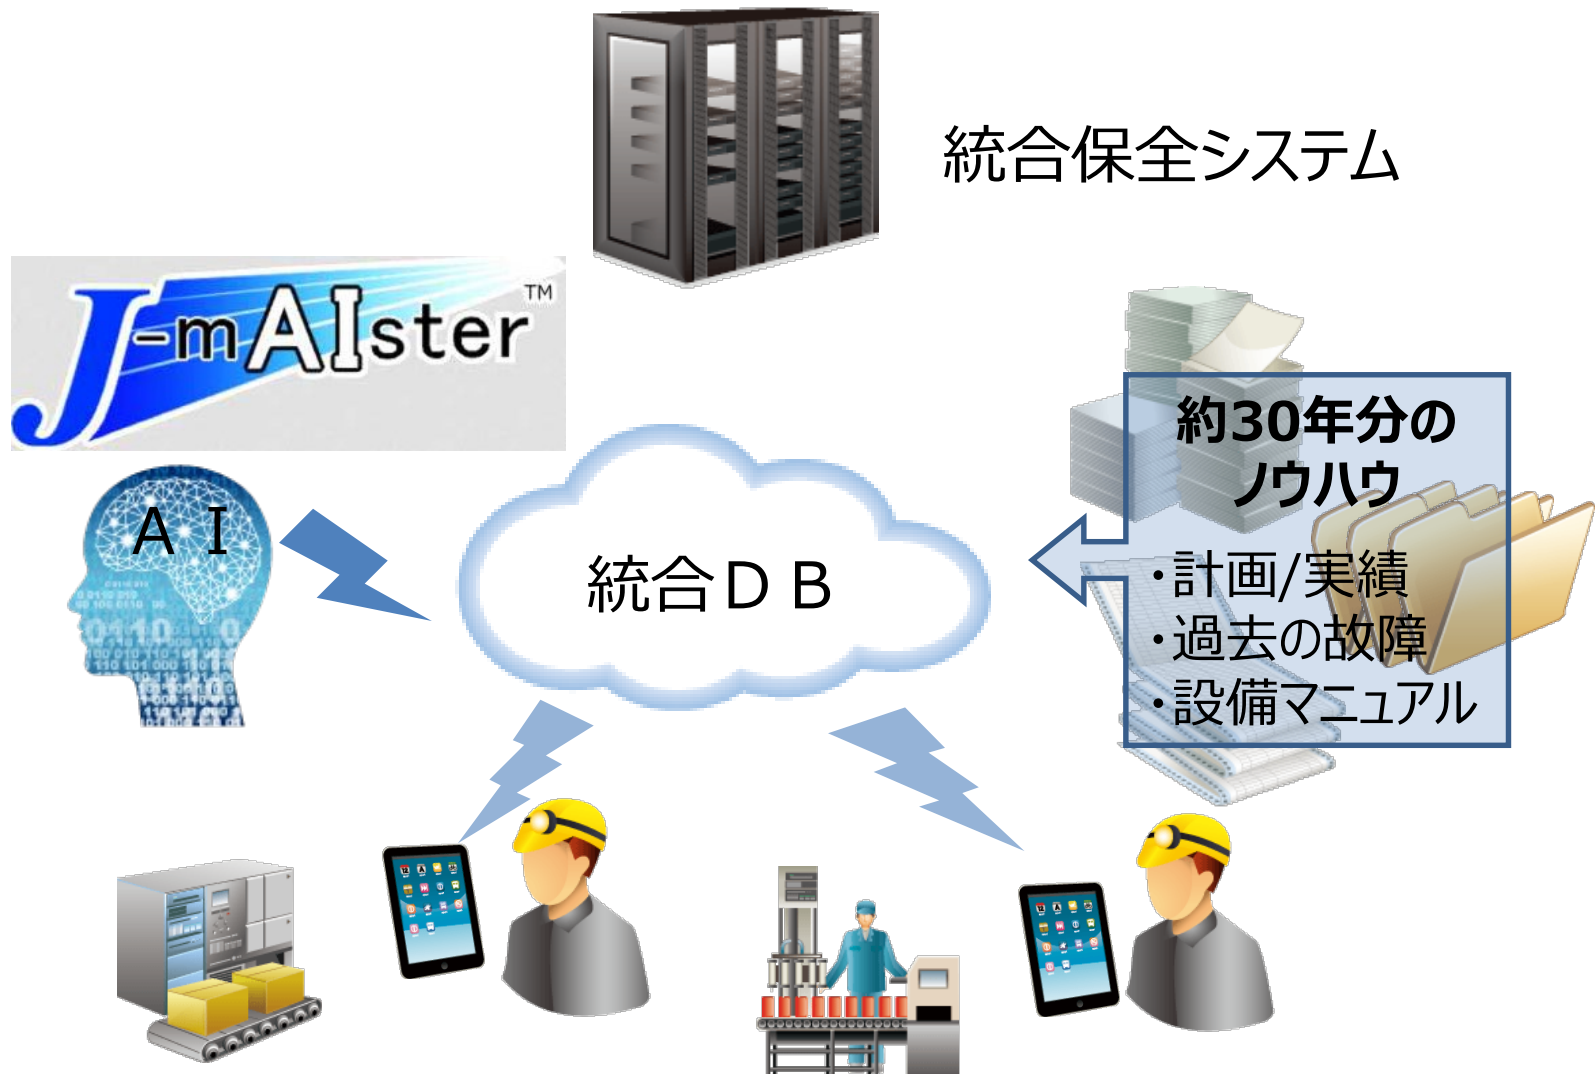 統合保全システム
J-mAIster™
約30年分の
ノウハウ
・計画/実績
・過去の故障
・設備マニュアル
ＡＩ
統合ＤＢ